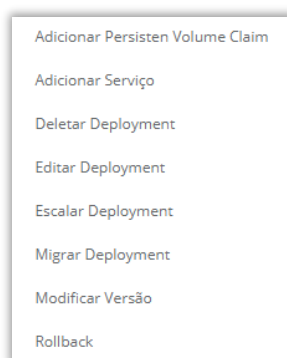 Adicionar Persisten Volume Claim
Adicionar Serviço
Deletar Deployment
Editar Deployment
Escalar Deployment
Migrar Deployment
Modificar Versão
Rollback